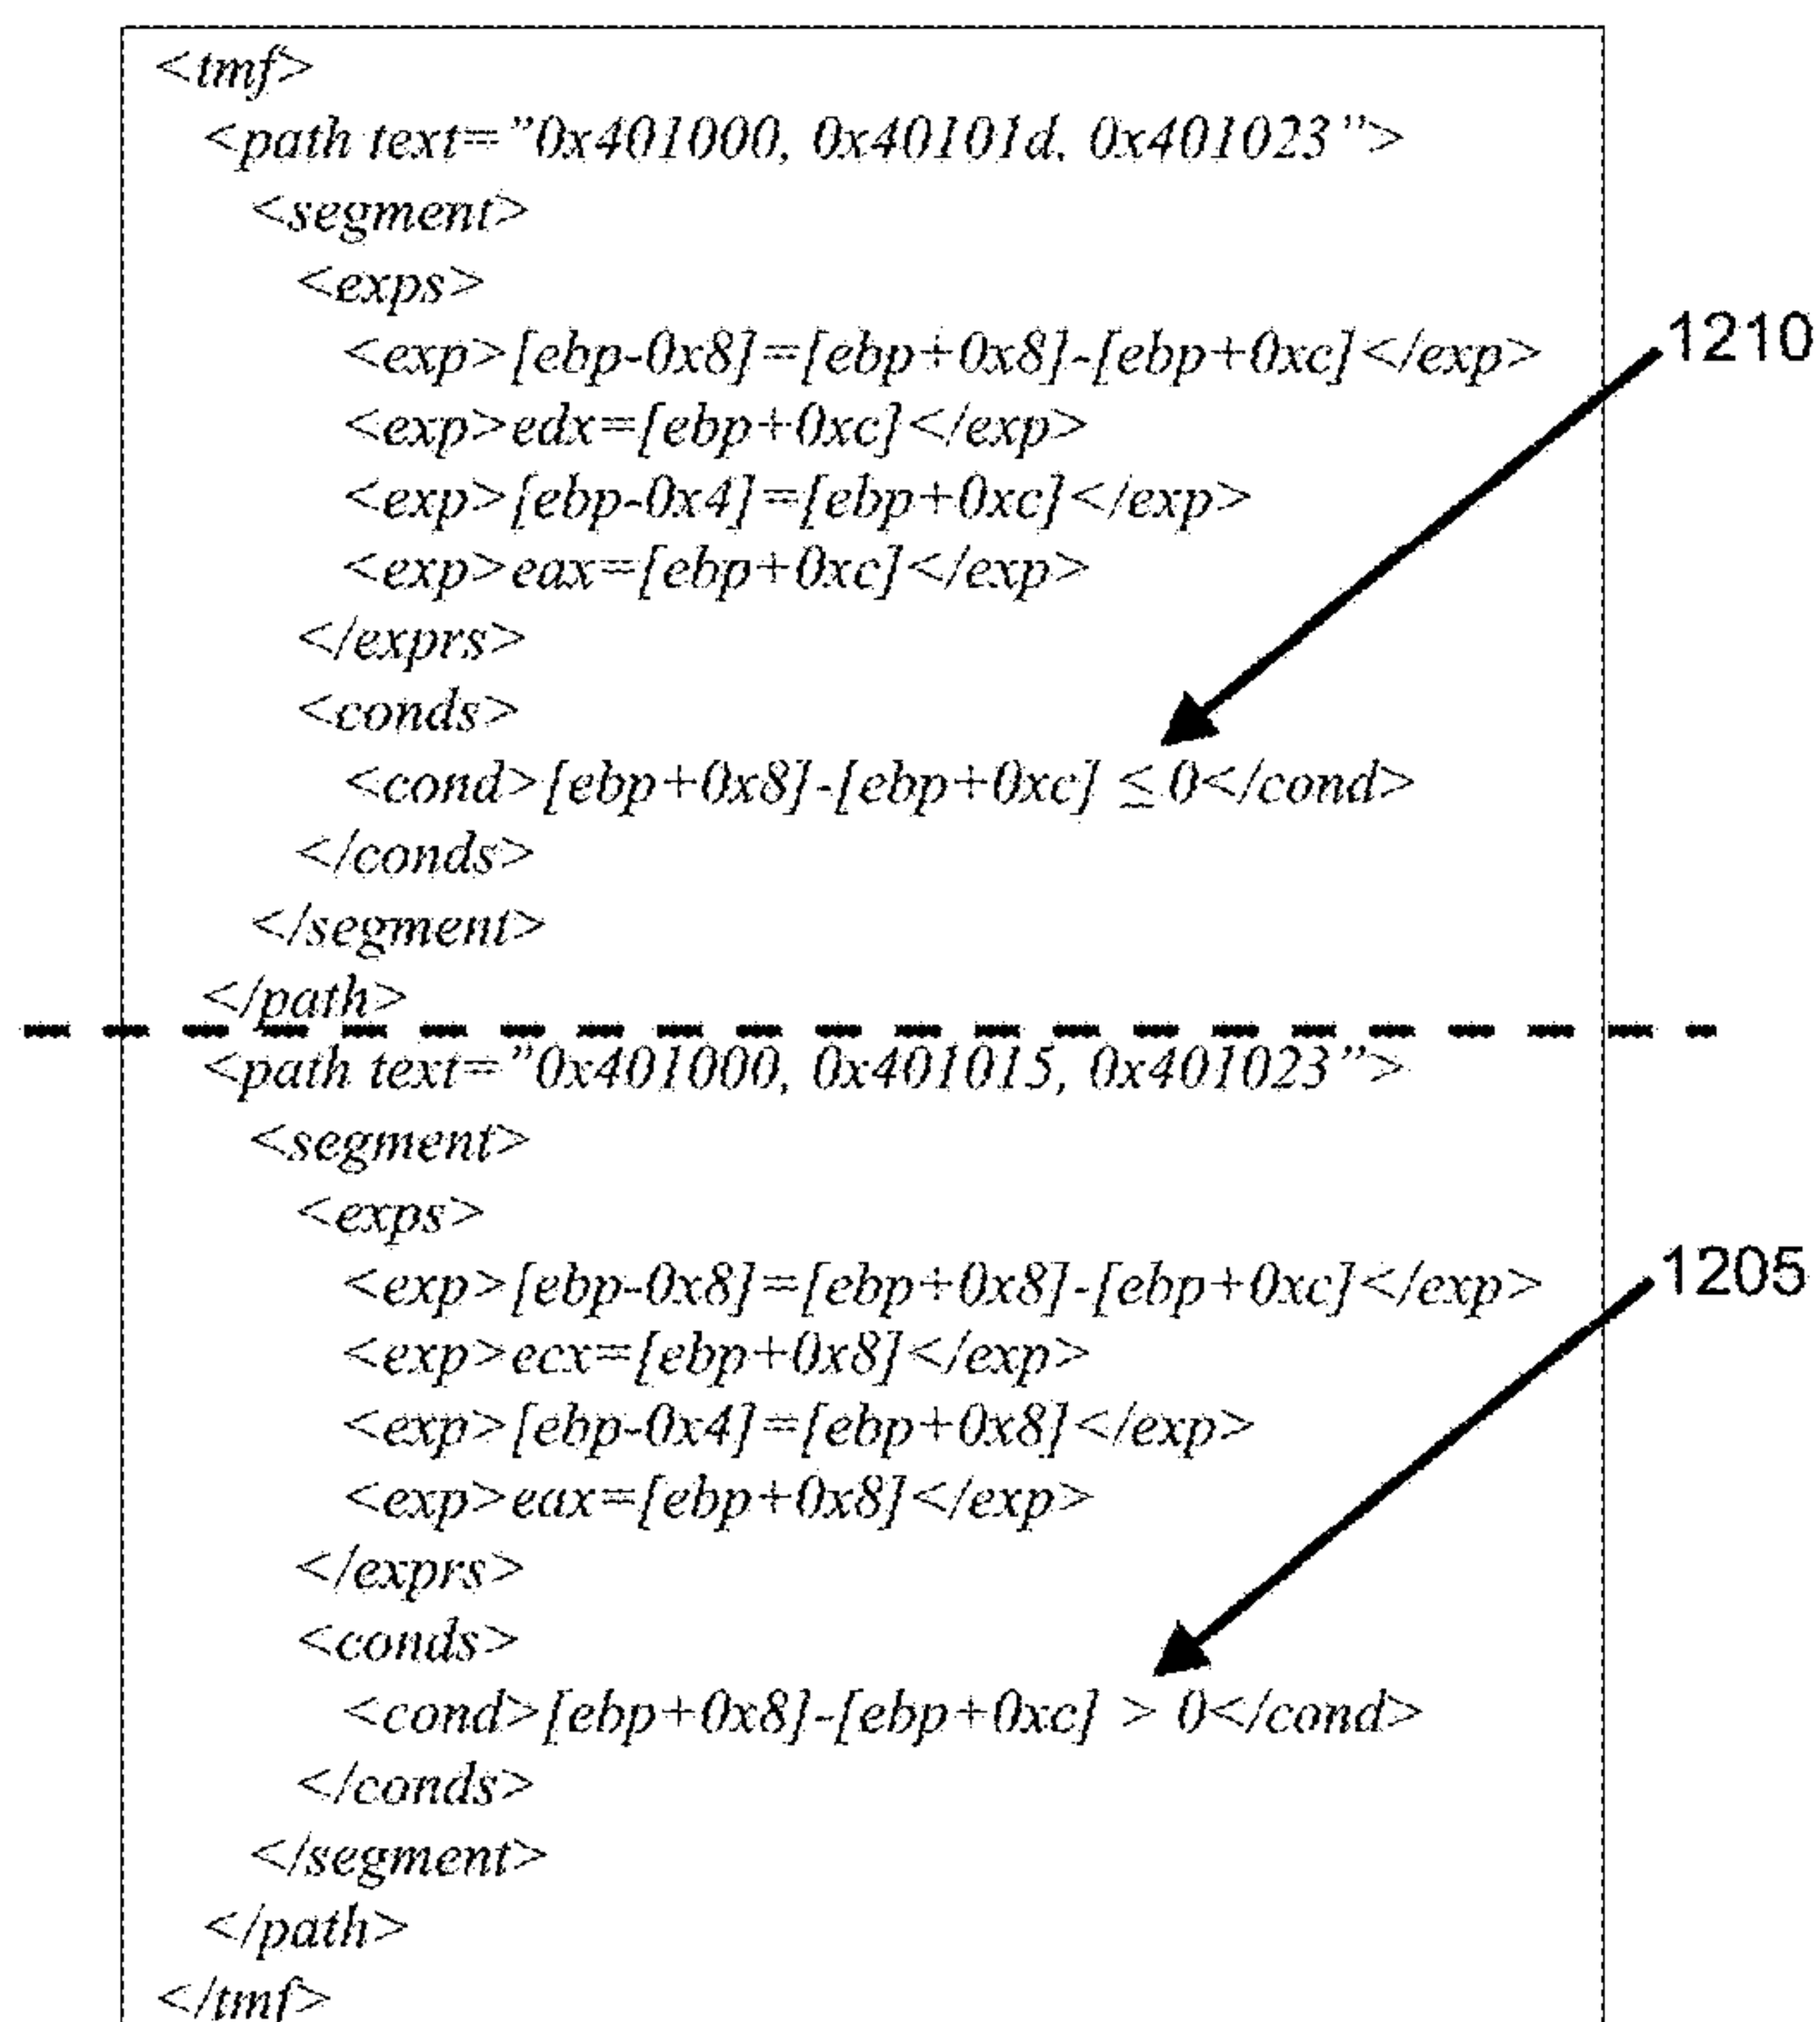 <tmf>
<path text="0x401000, 0x40101d, 0x401023”>
<segment>
<exps>
<exp>[ebp-0x8]=[ebp+0x8]-[ebp+0xc]</exp>
1210
<exp>edx=[ebp+0xc]</exp>
<exp>[ebp-0x4]=[ebp+0xc]</exp>
<exp>eax=[ebp+0xc]</exp>
</exprs>
<conds>
<cond>[ebp+0x8]-[ebp+0xc] ≤ 0</cond>
</conds>
</segment>
</path>
<path text=”0x401000, 0x401015, 0x401023”>
<segment>
<exps>
<exp>[ebp-0x8]=[ebp+0x8]-[ebp+0xc]</exp>
1205
<exp>ecx=[ebp+0x8]</exp>
<exp>[ebp-0x4]=[ebp+0x8]</exp>
<exp>eax=[ebp+0x8]</exp>
</exprs>
<conds>
<cond>[ebp+0x8]-[ebp+0xc] > 0</cond>
</conds>
</segment>
</path>
</tmf>